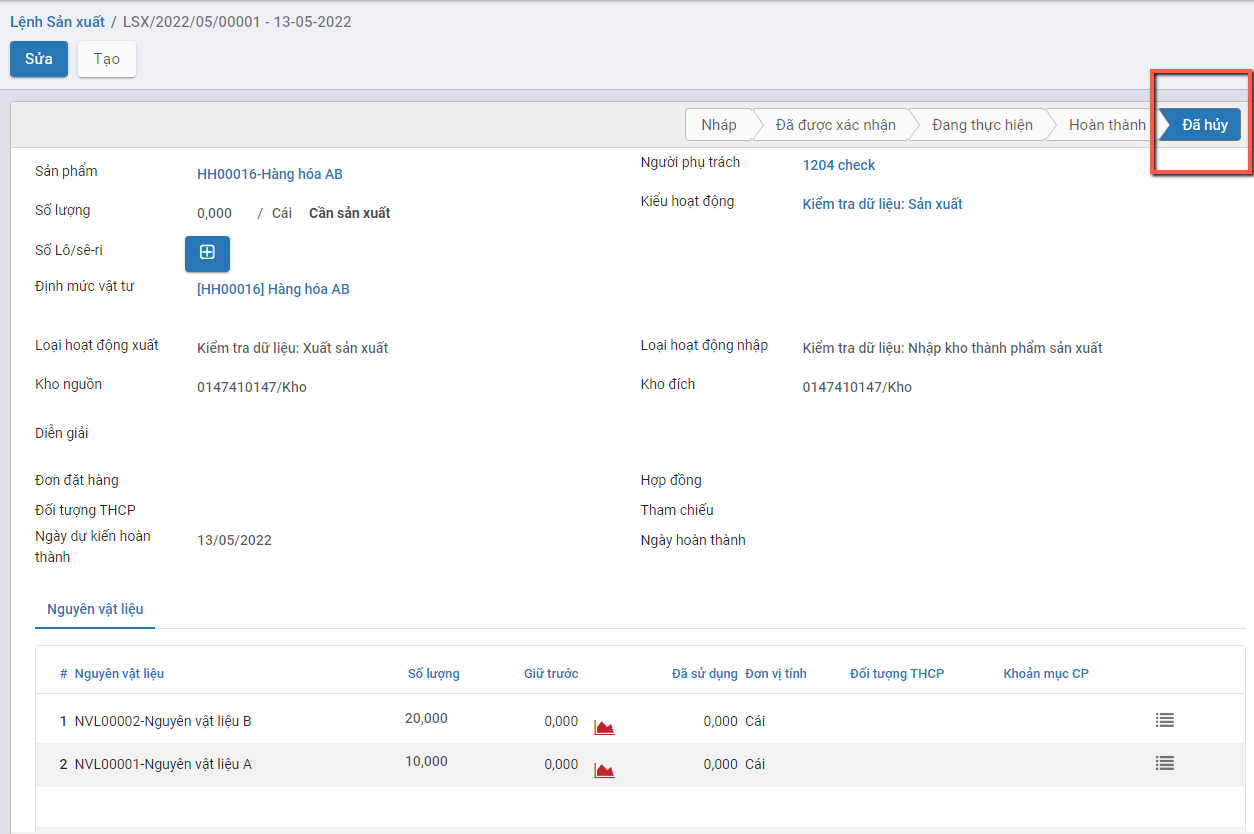 Lệnh Sản xuất / LSX/2022/05/00001 - 13-05-2022
Sửa Tạo
Nháp Đã được xác nhận Đang thực hiện Hoàn thành Đã hủy
Sản phẩm HH00016-Hàng hóa AB Người phụ trách 1204 check
Số lượng 0,000 / Cái Cần sản xuất Kiểu hoạt động Kiểm tra dữ liệu: Sản xuất
Số Lô/sê-ri
Định mức vật tư [HH00016] Hàng hóa AB
Loại hoạt động xuất Kiểm tra dữ liệu: Xuất sản xuất Loại hoạt động nhập Kiểm tra dữ liệu: Nhập kho thành phẩm sản xuất
Kho nguồn 0147410147/Kho Kho đích 0147410147/Kho
Diễn giải
Đơn đặt hàng Hợp đồng
Đối tượng THCP Tham chiếu
Ngày dự kiến hoàn thành 13/05/2022 Ngày hoàn thành
Nguyên vật liệu
# Nguyên vật liệu Số lượng Giữ trước Đã sử dụng Đơn vị tính Đối tượng THCP Khoản mục CP
1 NVL00002-Nguyên vật liệu B 20,000 0,000 0,000 Cái
2 NVL00001-Nguyên vật liệu A 10,000 0,000 0,000 Cái